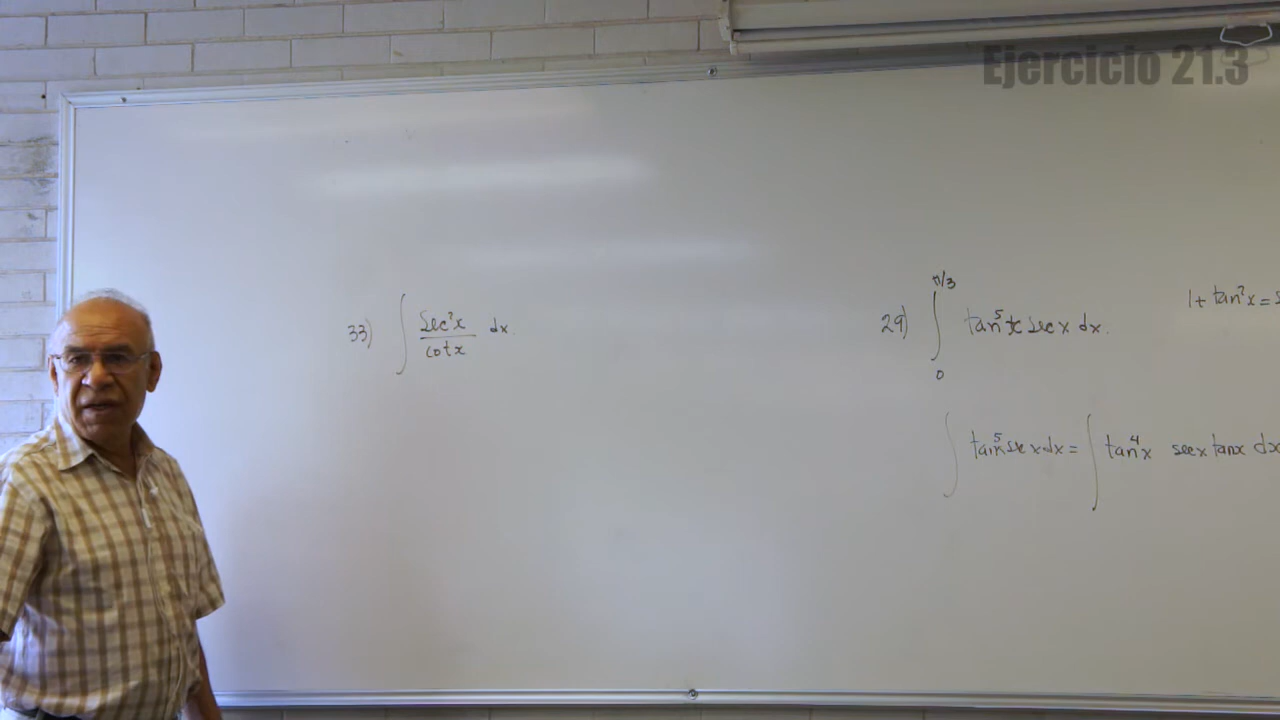 Ejercicio 21.3
33) ∫ sec²x / cotx dx.
29) ∫ π/3 0 tan⁵x secx dx.
1 + tan²x =
∫ tan⁵x sec x dx = ∫ tan⁴x secx tanx dx